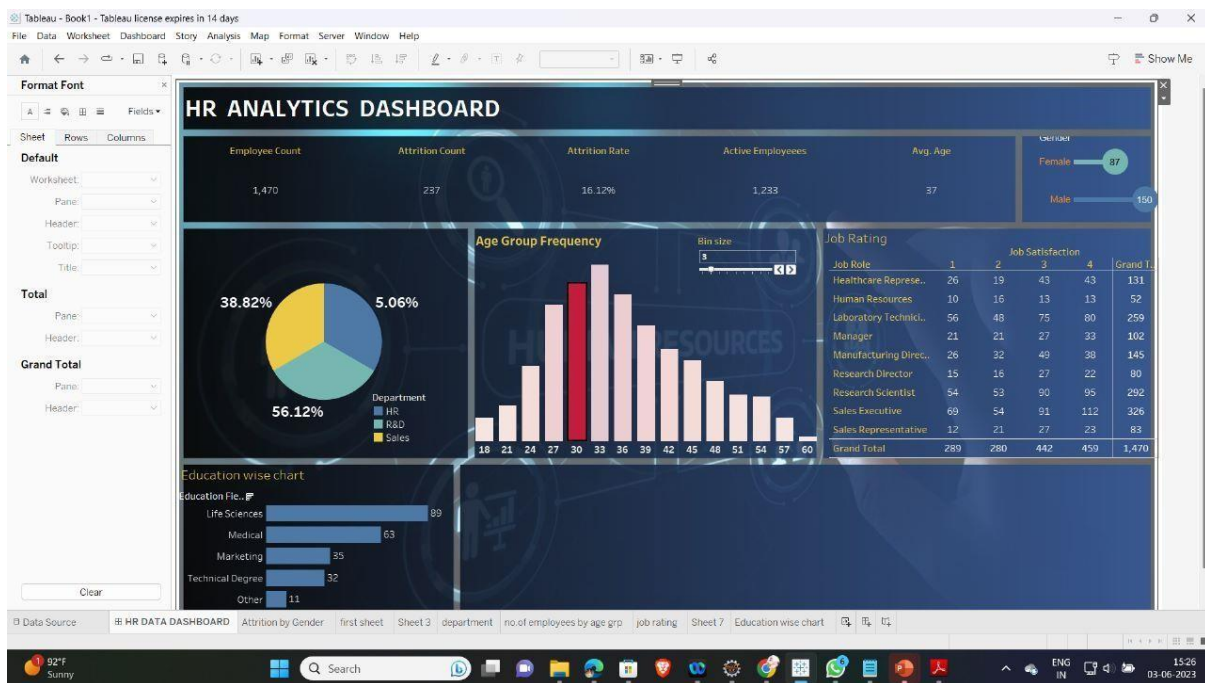 Tableau - Book1 - Tableau license expires in 14 days
File Data Worksheet Dashboard Story Analysis Map Format Server Window Help
Show Me
Format Font
Fields
Sheet Rows Columns
Default
Worksheet:
Pane:
Header:
Tooltip:
Title:
Total
Pane:
Header:
Grand Total
Pane:
Header:
Clear
HR ANALYTICS DASHBOARD
Employee Count Attrition Count Attrition Rate Active Employeees Avg. Age
1,470 237 16.12% 1,233 37
Gender
Female 87
Male 150
38.82% 5.06%
56.12%
Department
HR
R&D
Sales
Age Group Frequency
Bin size
3
HUMAN RESOURCES
18 21 24 27 30 33 36 39 42 45 48 51 54 57 60
Job Rating
Job Satisfaction
Job Role 1 2 3 4 Grand T..
Healthcare Represe.. 26 19 43 43 131
Human Resources 10 16 13 13 52
Laboratory Technici.. 56 48 75 80 259
Manager 21 21 27 33 102
Manufacturing Direc.. 26 32 49 38 145
Research Director 15 16 27 22 80
Research Scientist 54 53 90 95 292
Sales Executive 69 54 91 112 326
Sales Representative 12 21 27 23 83
Grand Total 289 280 442 459 1,470
Education wise chart
Education Fie..
Life Sciences 89
Medical 63
Marketing 35
Technical Degree 32
Other 11
Data Source HR DATA DASHBOARD Attrition by Gender first sheet Sheet 3 department no.of employees by age grp job rating Sheet 7 Education wise chart
1 92°F
Sunny
Search
ENG
IN
15:26
03-06-2023